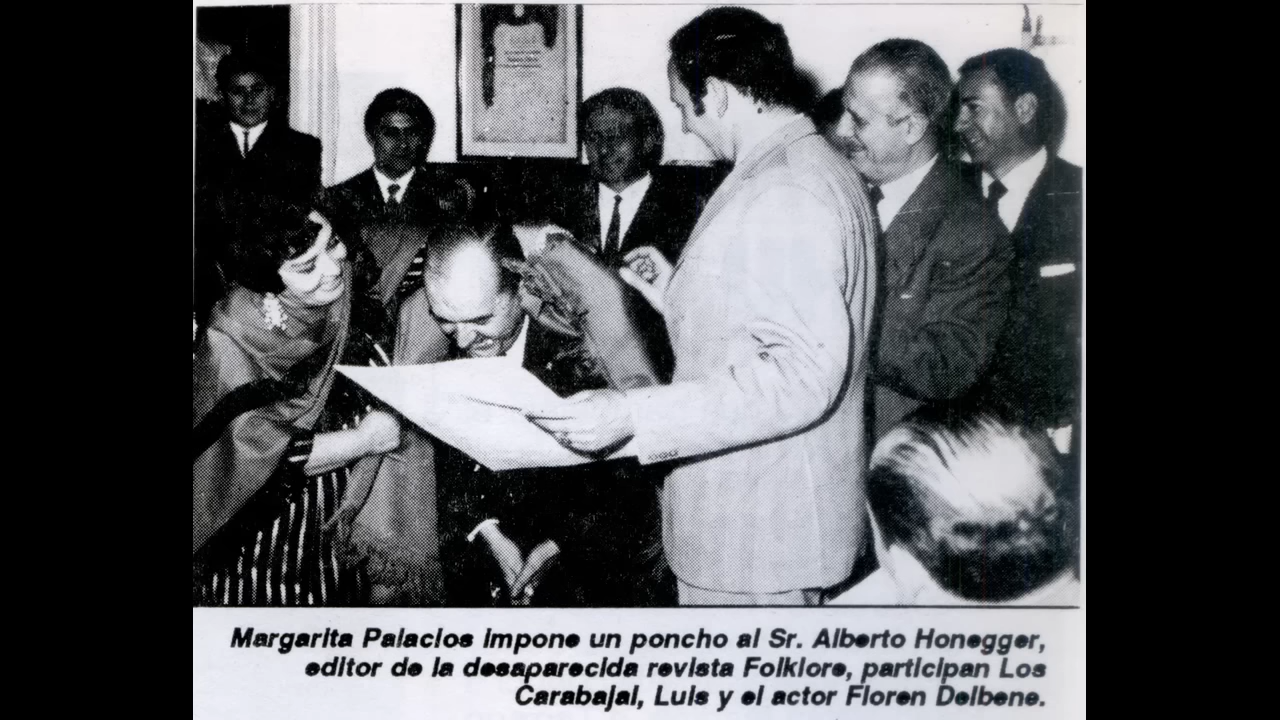 Margarita Palacios impone un poncho al Sr. Alberto Honegger,
editor de la desaparecida revista Folklore, participan Los
Carabajal, Luis y el actor Floren Delbene.